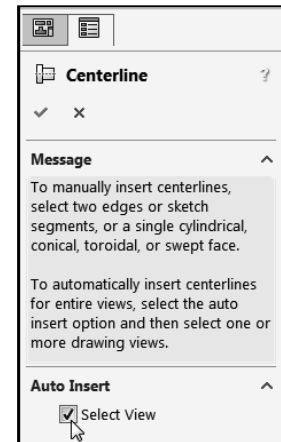 Centerline ?
Message
To manually insert centerlines,
select two edges or sketch
segments, or a single cylindrical,
conical, toroidal, or swept face.
To automatically insert centerlines
for entire views, select the auto
insert option and then select one or
more drawing views.
Auto Insert
Select View